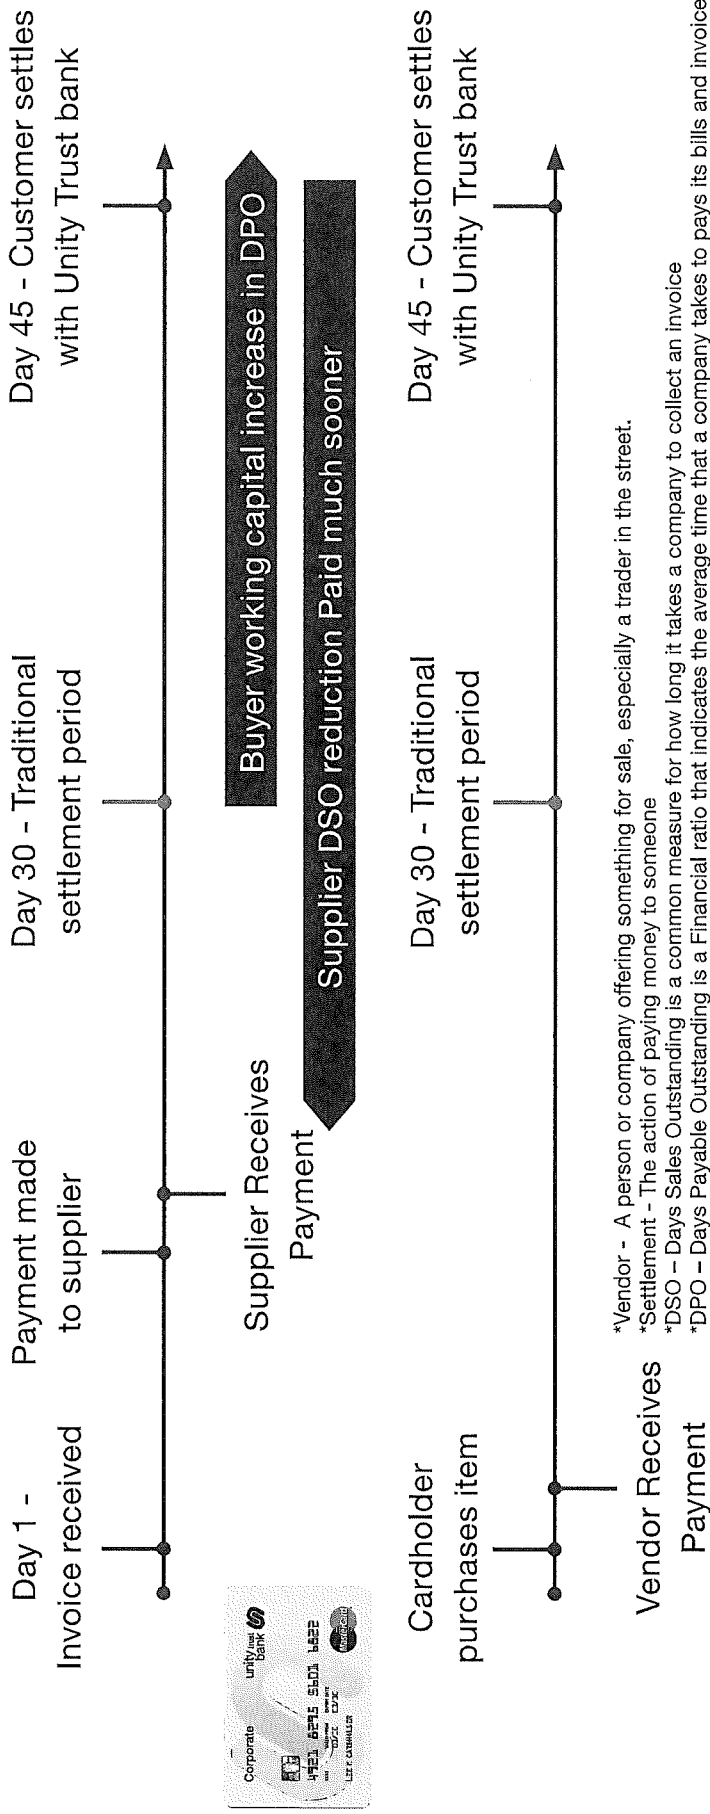 Day 1 -
Invoice received
Payment made
to supplier
Day 30 - Traditional
settlement period
Day 45 - Customer settles
with Unity Trust bank
Supplier Receives
Payment
Buyer working capital increase in DPO
Supplier DSO reduction Paid much sooner
Corporate
unity trust
bank
MasterCard
Cardholder
purchases item
Day 30 - Traditional
settlement period
Day 45 - Customer settles
with Unity Trust bank
Vendor Receives
Payment
*Vendor - A person or company offering something for sale, especially a trader in the street.
*Settlement - The action of paying money to someone
*DSO – Days Sales Outstanding is a common measure for how long it takes a company to collect an invoice
*DPO – Days Payable Outstanding is a Financial ratio that indicates the average time that a company takes to pays its bills and invoice